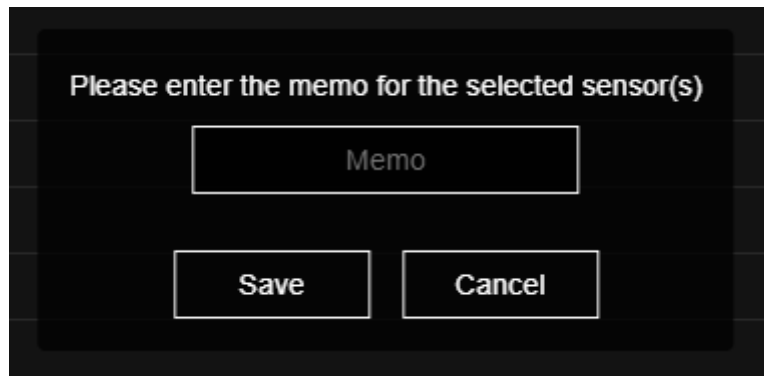 Please enter the memo for the selected sensor(s)
Memo
Save
Cancel